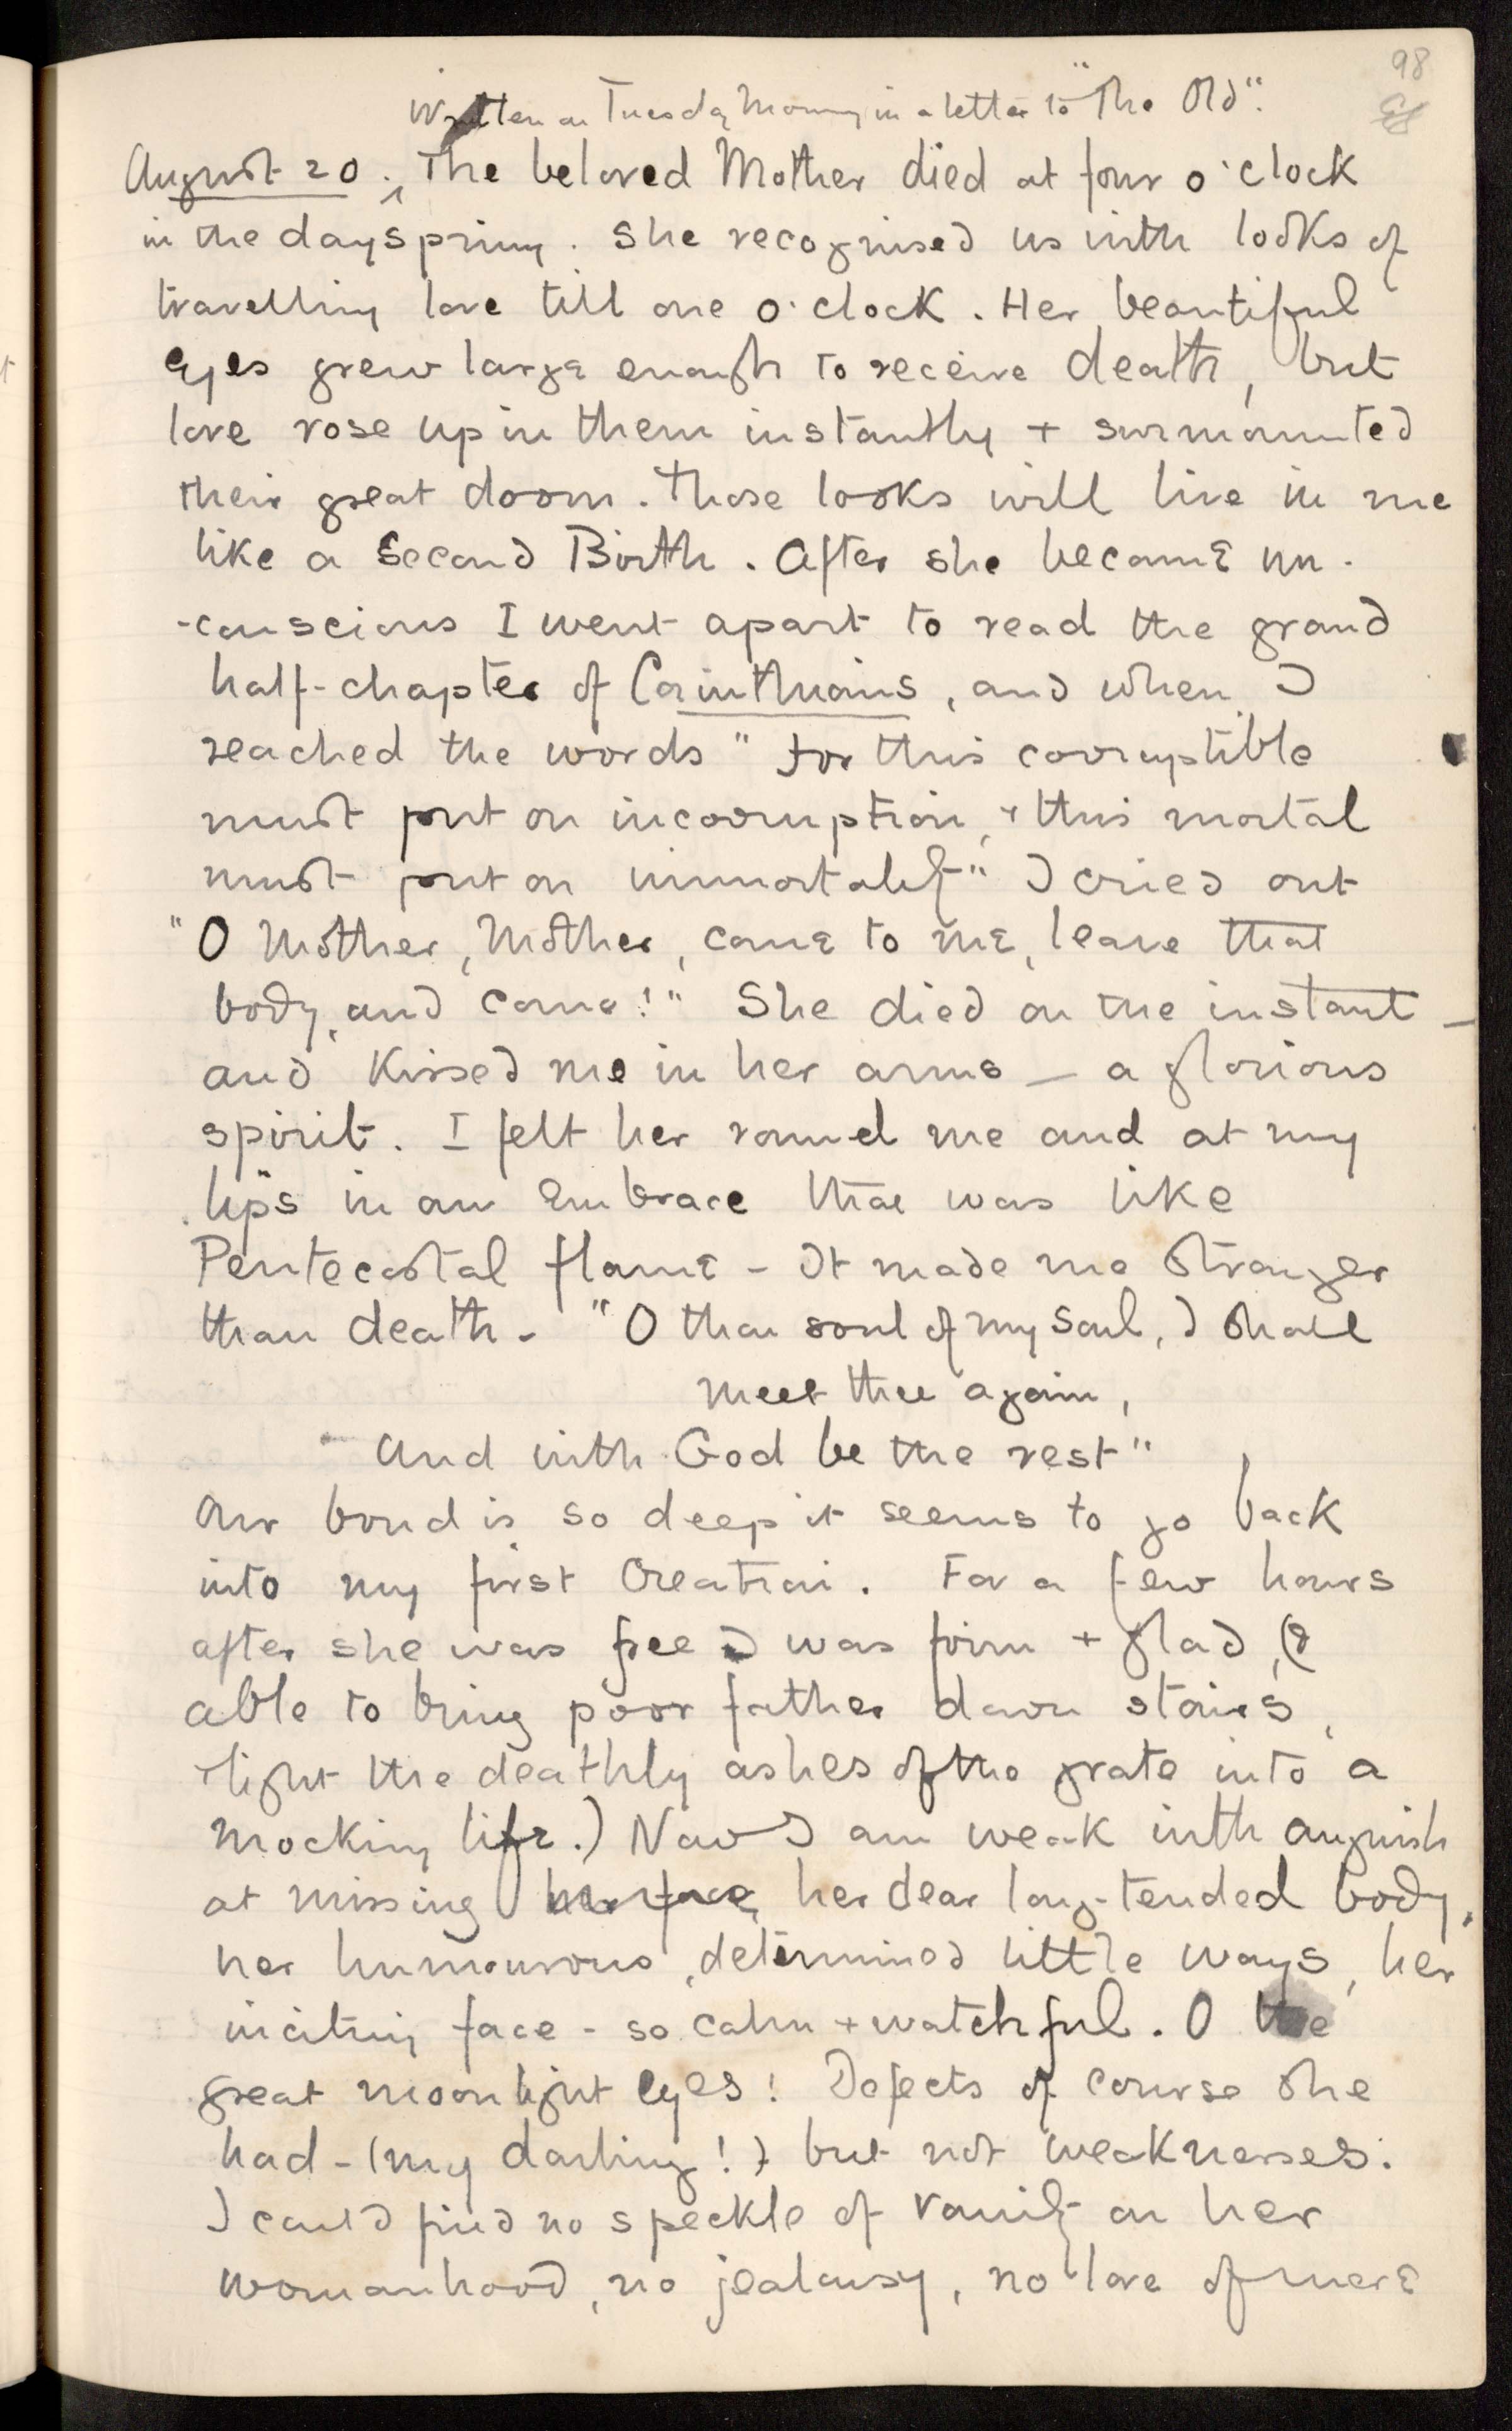 98
Written on Tuesday Morning in a letter to "The Old".
August 20. ^ The beloved Mother died at four o'clock
in the dayspring. She recognised us with looks of
travelling love till one o'clock. Her beautiful
eyes grew large enough to receive death, but
love rose up in them instantly + surmounted
their great doom. Those looks will live in me
like a Second Birth. After she became un-
-conscious I went apart to read the grand
half-chapter of Corinthians, and when I
reached the words "For this corruptible
must put on incorruption, + this mortal
must put on immortality" I cried out
"O Mother, Mother, come to me, leave that
body, and come!" She died on the instant –
and kissed me in her arms – a glorious
spirit. I felt her round me and at my
lips in an embrace that was like
Pentecostal flame – It made me stronger
than death – "O thou soul of my soul, I shall
meet thee again,
And with God be the rest"
Our bond is so deep it seems to go back
into my first Creation. For a few hours
after she was free I was firm + glad, (&
able to bring poor father down stairs,
+ light the deathly ashes of the grate into a
mocking life.) Now I am weak with anguish
at missing her face, her dear long-tended body,
her humourous, determined little ways, her
inciting face – so calm + watchful. O the
great moonlight eyes! Defects of course she
had – (my darling!) but not weaknesses.
I could find no speckle of vanity on her
womanhood, no jealousy, no love of mere